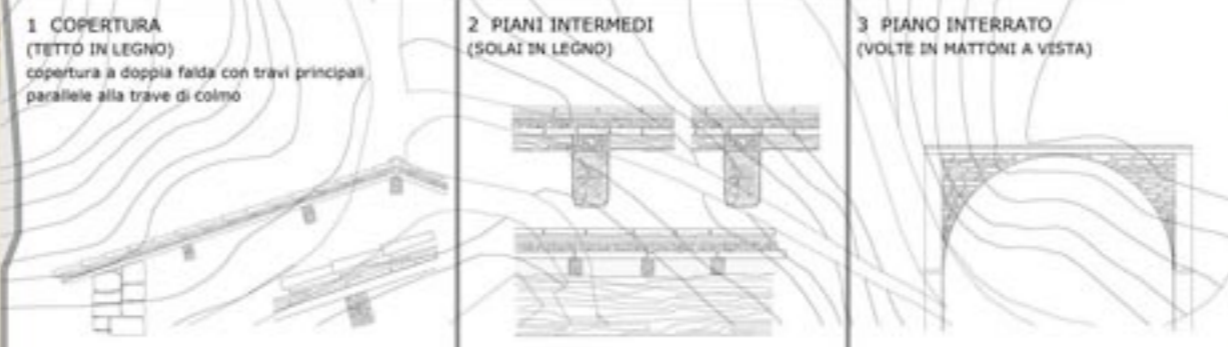 1 COPERTURA
(TETTO IN LEGNO)
copertura a doppia falda con travi principali
parallele alla trave di colmo
2 PIANI INTERMEDI
(SOLAI IN LEGNO)
3 PIANO INTERRATO
(VOLTE IN MATTONI A VISTA)